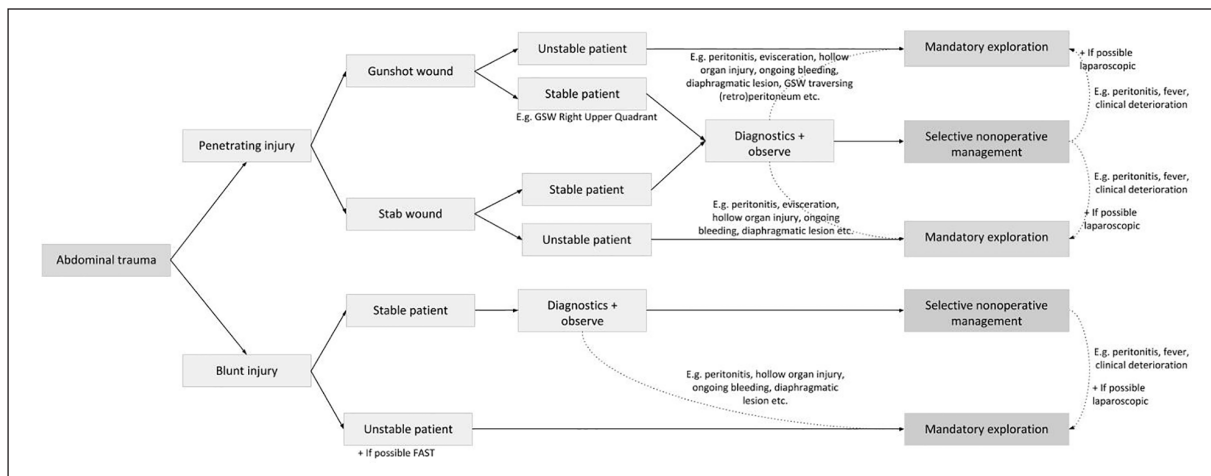 Unstable patient
Mandatory exploration
+ If possible
laparoscopic
E.g. peritonitis, evisceration, hollow
organ injury, ongoing bleeding,
diaphragmatic lesion, GSW traversing
(retro)peritoneum etc.
Gunshot wound
Stable patient
E.g. GSW Right Upper Quadrant
E.g. peritonitis, fever,
clinical deterioration
Penetrating injury
Diagnostics +
observe
Selective nonoperative
management
Stab wound
Stable patient
E.g. peritonitis, fever,
clinical deterioration
E.g. peritonitis, evisceration,
hollow organ injury, ongoing
bleeding, diaphragmatic lesion etc.
+ If possible
laparoscopic
Unstable patient
Mandatory exploration
Abdominal trauma
Stable patient
Diagnostics +
observe
Selective nonoperative
management
E.g. peritonitis, fever,
clinical deterioration
Blunt injury
E.g. peritonitis, hollow organ injury,
ongoing bleeding, diaphragmatic
lesion etc.
+ If possible
laparoscopic
Unstable patient
+ If possible FAST
Mandatory exploration